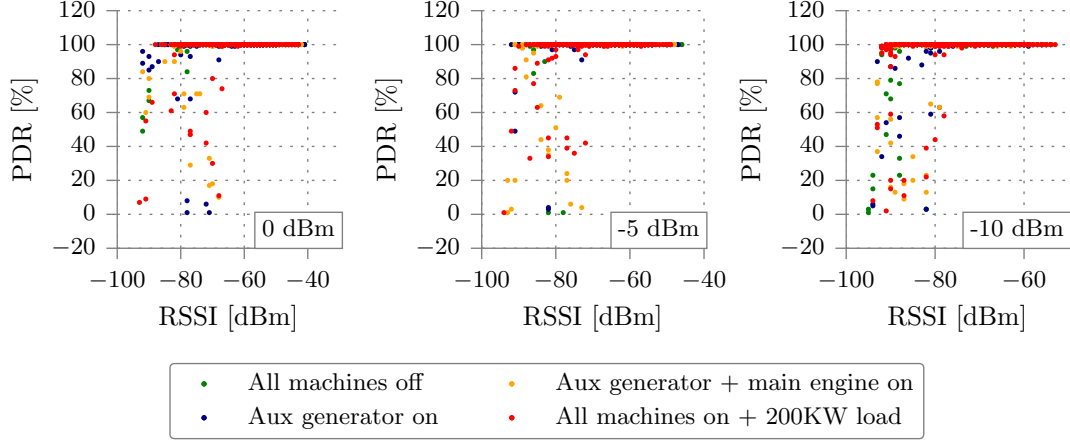 120
100
80
60
40
20
0
−20
PDR [%]
0 dBm
−100 −80 −60 −40
RSSI [dBm]
120
100
80
60
40
20
0
−20
PDR [%]
-5 dBm
−100 −80 −60 −40
RSSI [dBm]
120
100
80
60
40
20
0
−20
PDR [%]
-10 dBm
−100 −80 −60
RSSI [dBm]
All machines off
Aux generator on
Aux generator + main engine on
All machines on + 200KW load